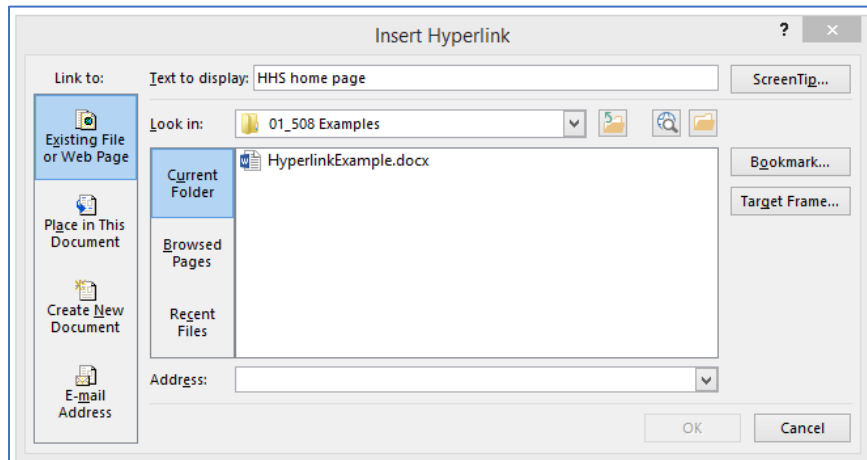 Insert Hyperlink
?
Link to:
Text to display: HHS home page
ScreenTip...
Existing File
or Web Page
Look in: 01_508 Examples
Current
Folder
HyperlinkExample.docx
Bookmark...
Place in This
Document
Target Frame...
Browsed
Pages
Create New
Document
Recent
Files
E-mail
Address
Address:
OK Cancel